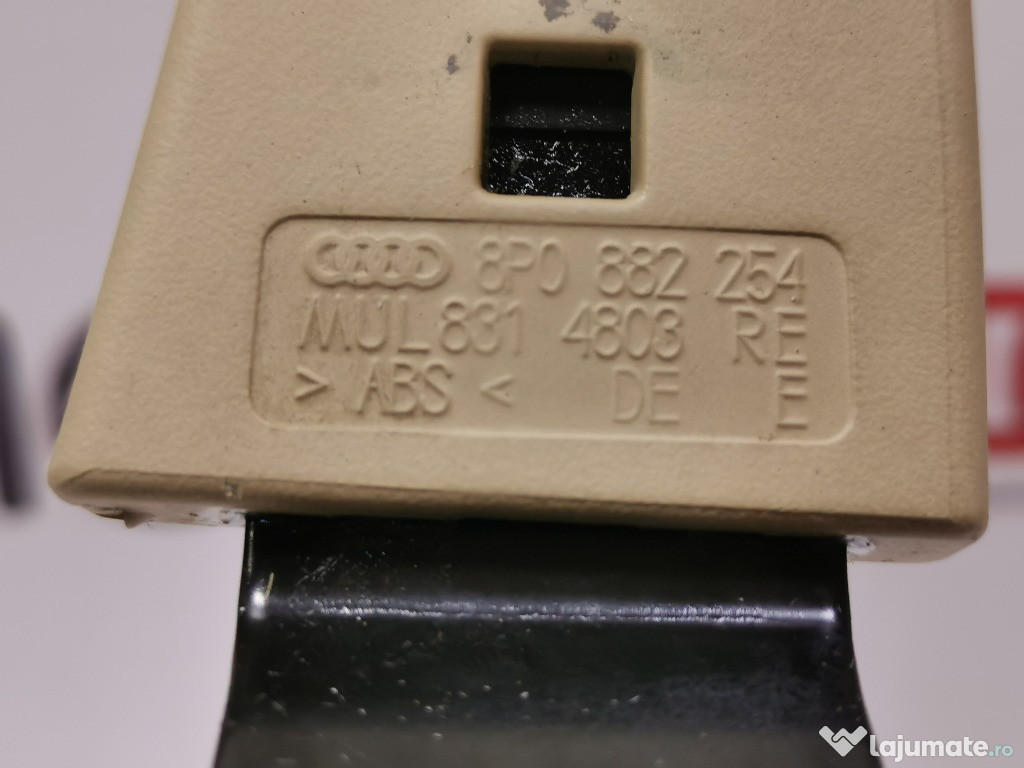 8P0 882 254
MUL 831 4803 RE
> ABS < DE E
lajumate.ro